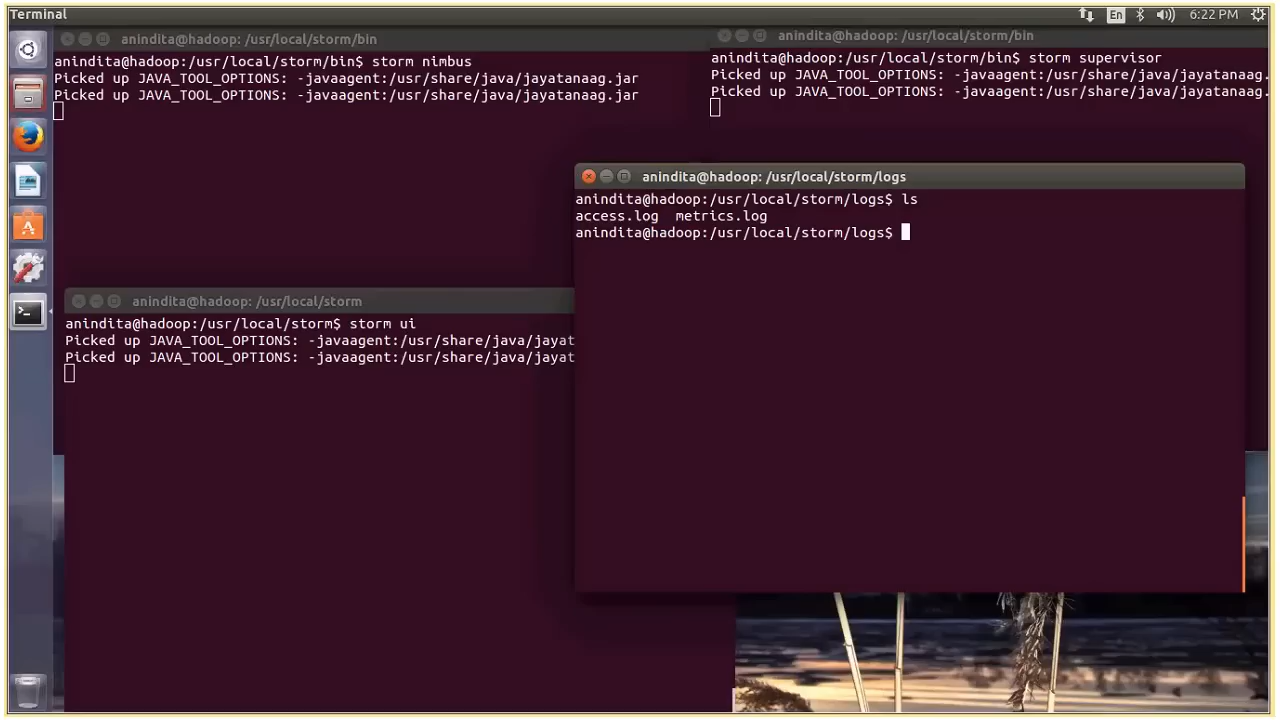 Terminal
En
6:22 PM
anindita@hadoop: /usr/local/storm/bin
anindita@hadoop:/usr/local/storm/bin$ storm nimbus
Picked up JAVA_TOOL_OPTIONS: -javaagent:/usr/share/java/jayatanaag.jar
Picked up JAVA_TOOL_OPTIONS: -javaagent:/usr/share/java/jayatanaag.jar
anindita@hadoop: /usr/local/storm/bin
anindita@hadoop:/usr/local/storm/bin$ storm supervisor
Picked up JAVA_TOOL_OPTIONS: -javaagent:/usr/share/java/jayatanaag.
Picked up JAVA_TOOL_OPTIONS: -javaagent:/usr/share/java/jayatanaag.
anindita@hadoop: /usr/local/storm/logs
anindita@hadoop:/usr/local/storm/logs$ ls
access.log  metrics.log
anindita@hadoop:/usr/local/storm/logs$
anindita@hadoop: /usr/local/storm
anindita@hadoop:/usr/local/storm$ storm ui
Picked up JAVA_TOOL_OPTIONS: -javaagent:/usr/share/java/jayat
Picked up JAVA_TOOL_OPTIONS: -javaagent:/usr/share/java/jayat